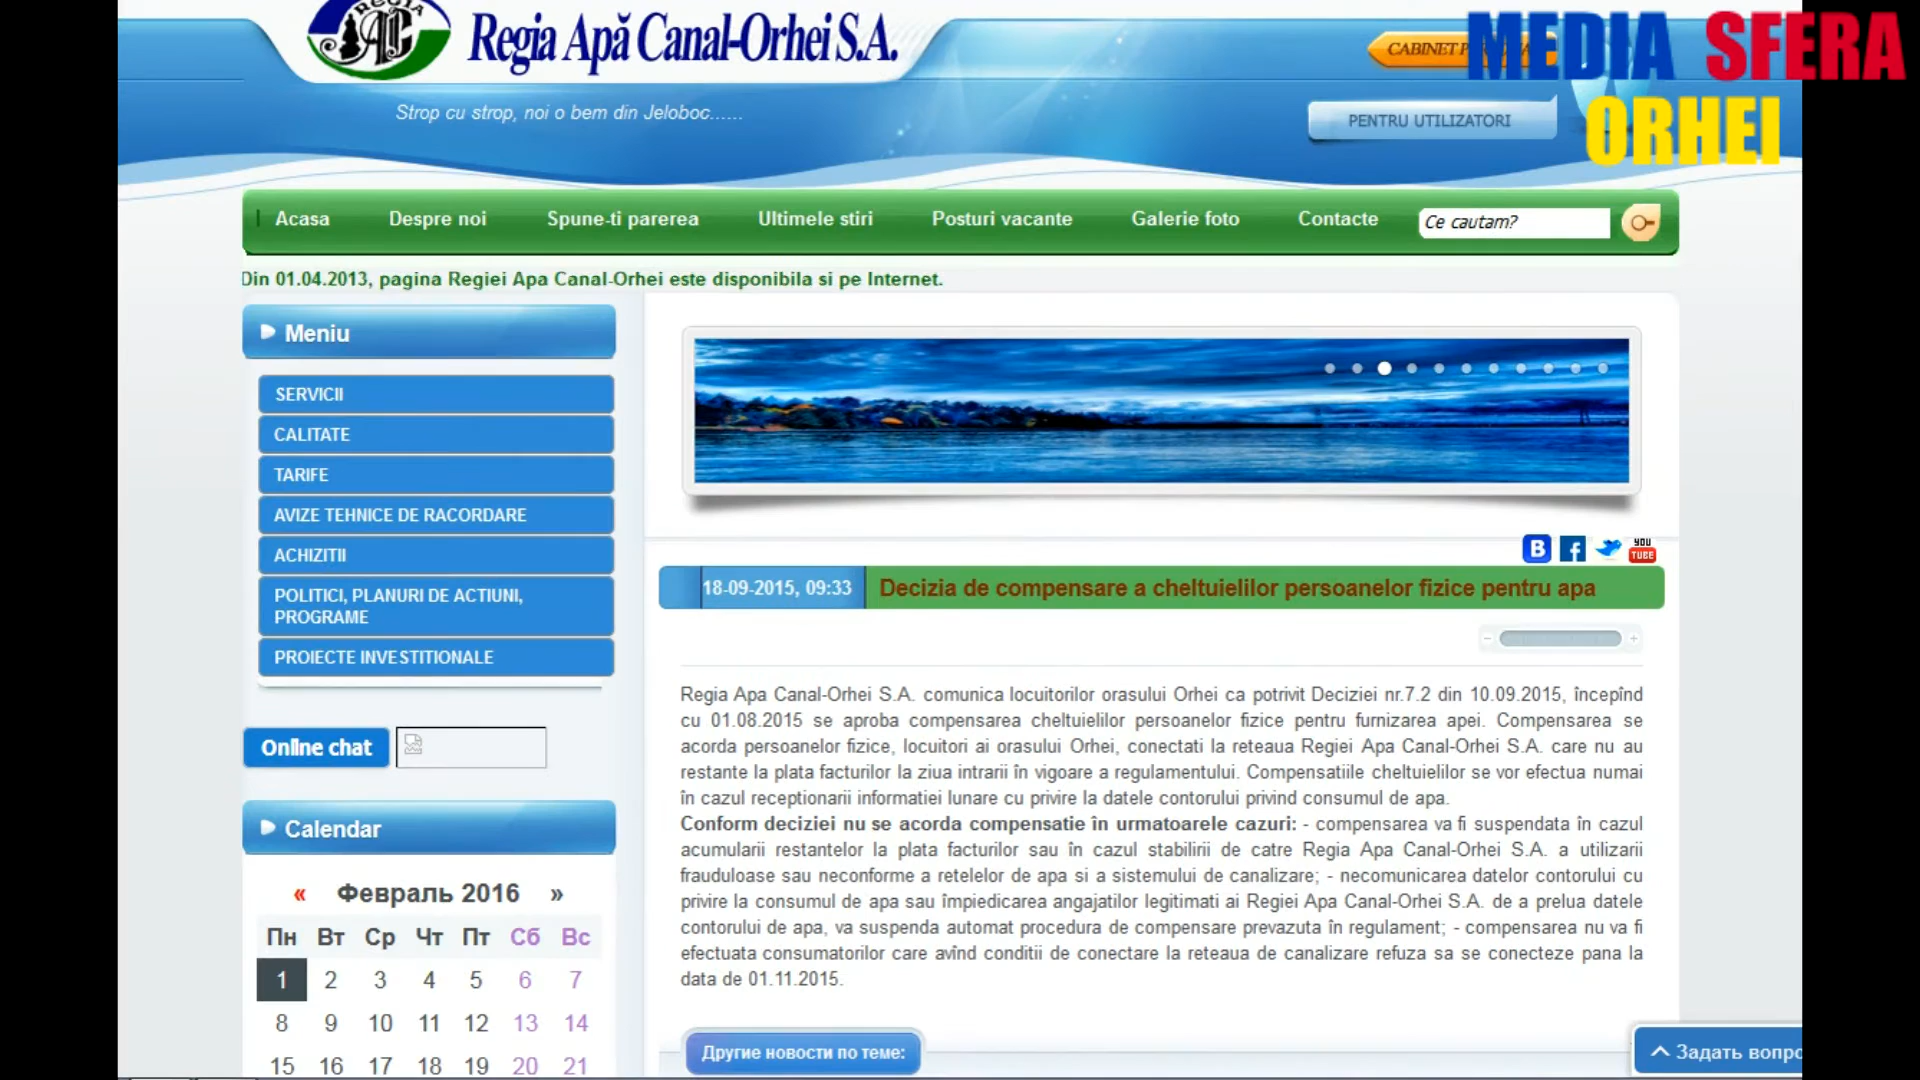 REGIA
Regia Apă Canal-Orhei S.A.
Strop cu strop, noi o bem din Jeloboc......
CABINET
MEDIA SFERA
ORHEI
PENTRU UTILIZATORI
Acasa Despre noi Spune-ti parerea Ultimele stiri Posturi vacante Galerie foto Contacte Ce cautam?
Din 01.04.2013, pagina Regiei Apa Canal-Orhei este disponibila si pe Internet.
Meniu
SERVICII
CALITATE
TARIFE
AVIZE TEHNICE DE RACORDARE
ACHIZITII
POLITICI, PLANURI DE ACTIUNI,
PROGRAME
PROIECTE INVESTITIONALE
Online chat
Calendar
« Февраль 2016 »
Пн Вт Ср Чт Пт Сб Вс
1 2 3 4 5 6 7
8 9 10 11 12 13 14
15 16 17 18 19 20 21
B f YOU
TUBE
18-09-2015, 09:33 Decizia de compensare a cheltuielilor persoanelor fizice pentru apa
Regia Apa Canal-Orhei S.A. comunica locuitorilor orasului Orhei ca potrivit Deciziei nr.7.2 din 10.09.2015, începînd
cu 01.08.2015 se aproba compensarea cheltuielilor persoanelor fizice pentru furnizarea apei. Compensarea se
acorda persoanelor fizice, locuitori ai orasului Orhei, conectati la reteaua Regiei Apa Canal-Orhei S.A. care nu au
restante la plata facturilor la ziua intrarii în vigoare a regulamentului. Compensatiile cheltuielilor se vor efectua numai
în cazul receptionarii informatiei lunare cu privire la datele contorului privind consumul de apa.
Conform deciziei nu se acorda compensatie în urmatoarele cazuri: - compensarea va fi suspendata în cazul
acumularii restantelor la plata facturilor sau în cazul stabilirii de catre Regia Apa Canal-Orhei S.A. a utilizarii
frauduloase sau neconforme a retelelor de apa si a sistemului de canalizare; - necomunicarea datelor contorului cu
privire la consumul de apa sau împiedicarea angajatilor legitimati ai Regiei Apa Canal-Orhei S.A. de a prelua datele
contorului de apa, va suspenda automat procedura de compensare prevazuta în regulament; - compensarea nu va fi
efectuata consumatorilor care avînd conditii de conectare la reteaua de canalizare refuza sa se conecteze pana la
data de 01.11.2015.
Другие новости по теме:
Задать вопрос